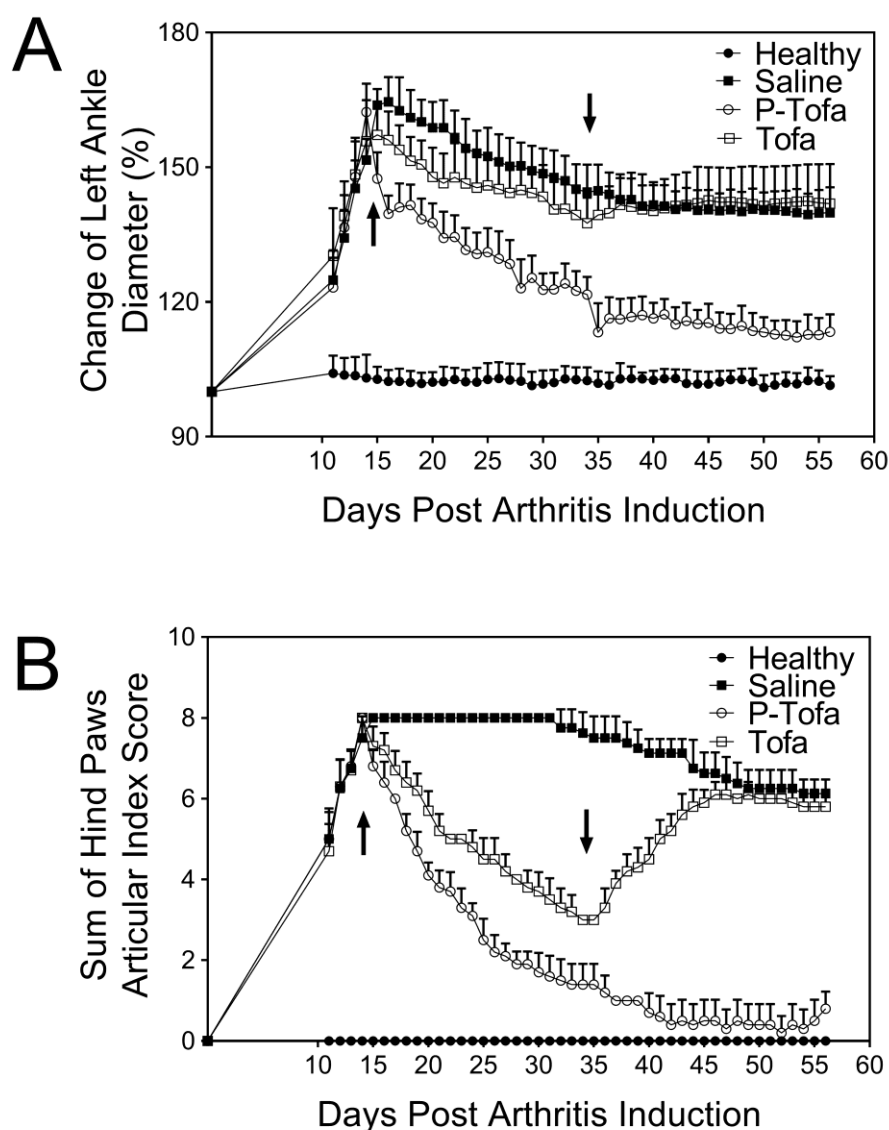 A
180
150
120
90
Change of Left Ankle
Diameter (%)
Healthy
Saline
P-Tofa
Tofa
10 15 20 25 30 35 40 45 50 55 60
Days Post Arthritis Induction
B
10
8
6
4
2
0
Sum of Hind Paws
Articular Index Score
Healthy
Saline
P-Tofa
Tofa
10 15 20 25 30 35 40 45 50 55 60
Days Post Arthritis Induction